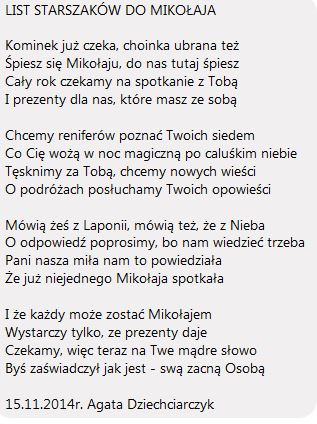 LIST STARSZAKÓW DO MIKOŁAJA
Kominek już czeka, choinka ubrana też
Śpiesz się Mikołaju, do nas tutaj śpiesz
Cały rok czekamy na spotkanie z Tobą
I prezenty dla nas, które masz ze sobą
Chcemy reniferów poznać Twoich siedem
Co Cię wożą w noc magiczną po caluśkim niebie
Tęsknimy za Tobą, chcemy nowych wieści
O podróżach posłuchamy Twoich opowieści
Mówią żeś z Laponii, mówią też, że z Nieba
O odpowiedź poprosimy, bo nam wiedzieć trzeba
Pani nasza miła nam to powiedziała
Że już niejednego Mikołaja spotkała
I że każdy może zostać Mikołajem
Wystarczy tylko, ze prezenty daje
Czekamy, więc teraz na Twe mądre słowo
Byś zaświadczył jak jest - swą zacną Osobą
15.11.2014r. Agata Dziechciarczyk